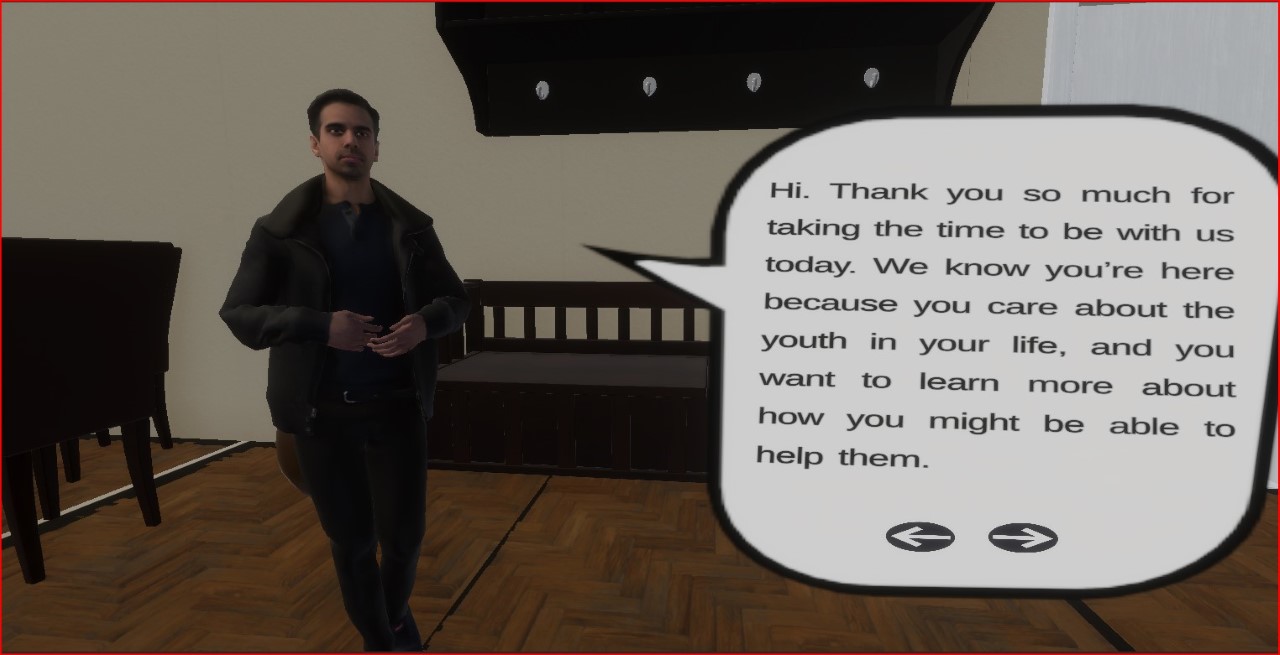 Hi. Thank you so much for
taking the time to be with us
today. We know you’re here
because you care about the
youth in your life, and you
want to learn more about
how you might be able to
help them.